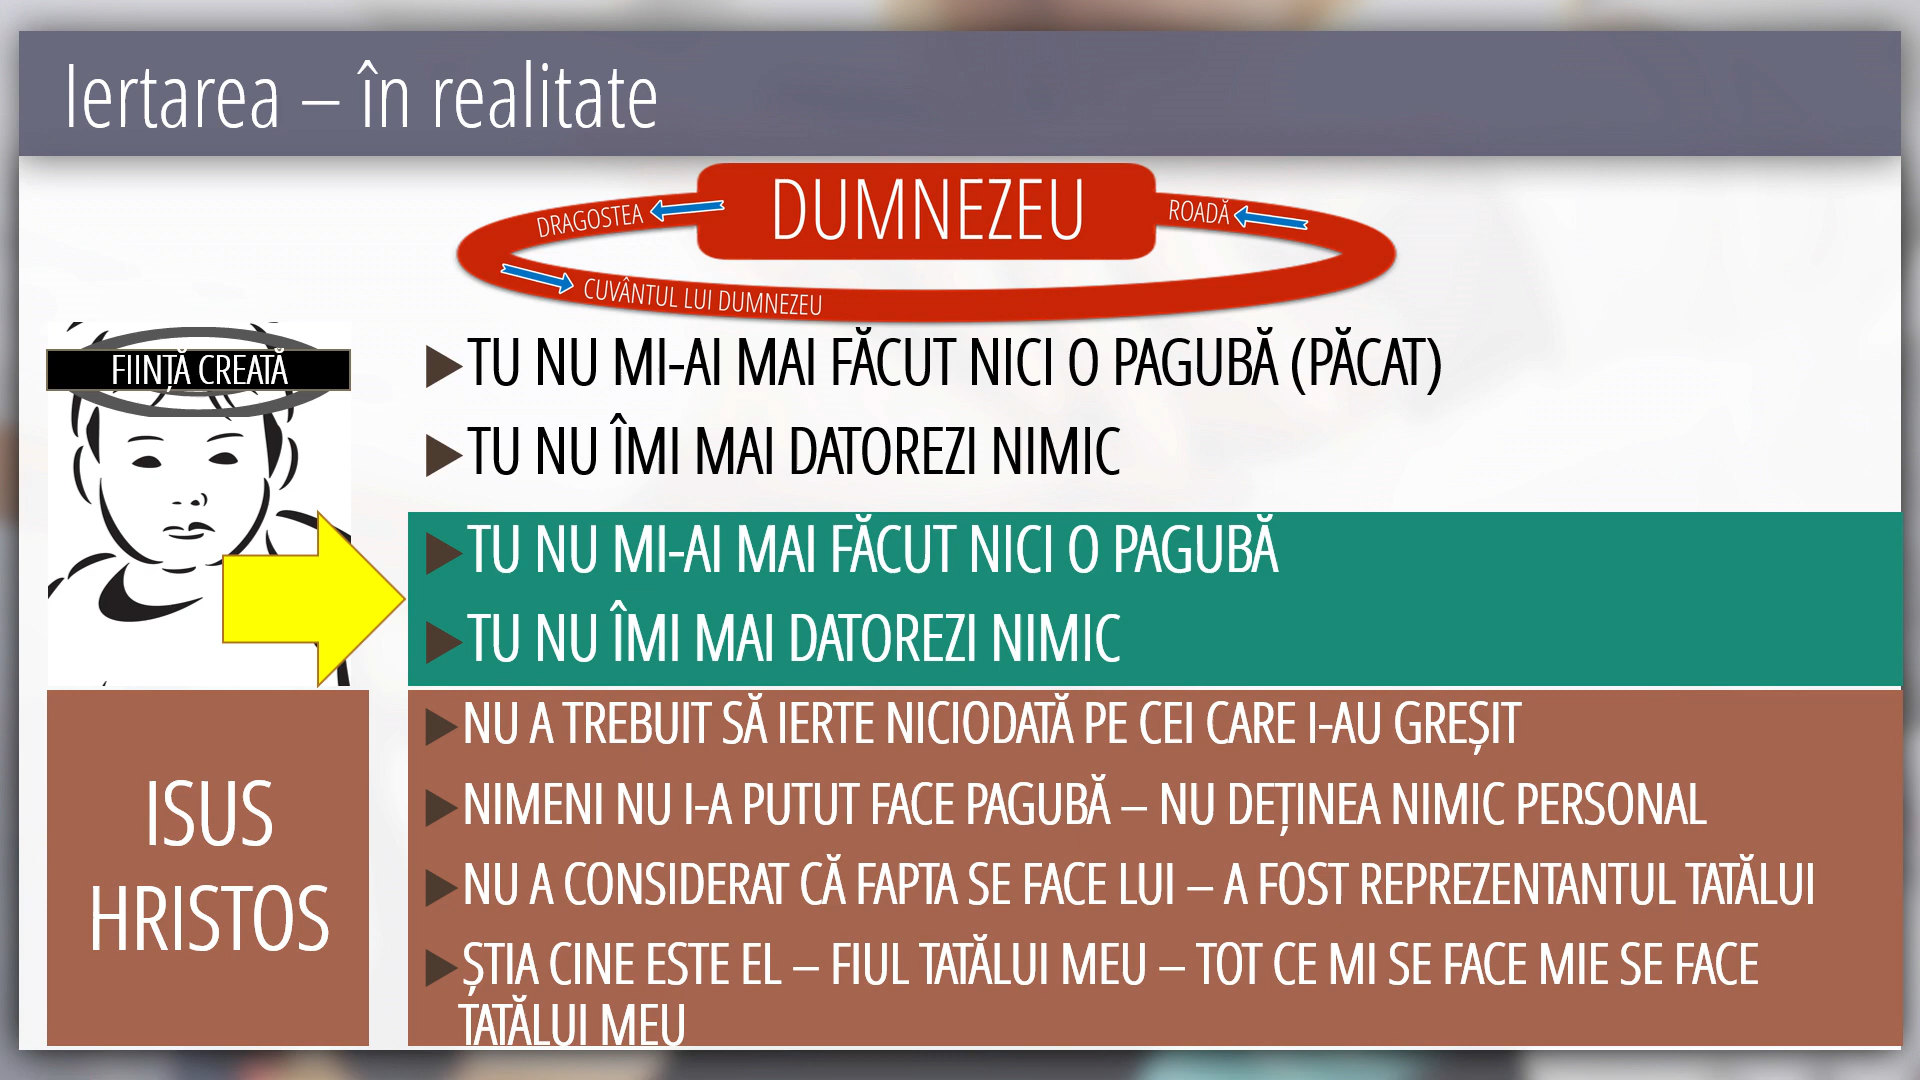 Iertarea – în realitate
DUMNEZEU
DRAGOSTEA
ROADĂ
CUVÂNTUL LUI DUMNEZEU
FIINȚĂ CREATĂ
TU NU MI-AI MAI FĂCUT NICI O PAGUBĂ (PĂCAT)
TU NU ÎMI MAI DATOREZI NIMIC
TU NU MI-AI MAI FĂCUT NICI O PAGUBĂ
TU NU ÎMI MAI DATOREZI NIMIC
ISUS
HRISTOS
NU A TREBUIT SĂ IERTE NICIODATĂ PE CEI CARE I-AU GREȘIT
NIMENI NU I-A PUTUT FACE PAGUBĂ – NU DEȚINEA NIMIC PERSONAL
NU A CONSIDERAT CĂ FAPTA SE FACE LUI – A FOST REPREZENTANTUL TATĂLUI
ȘTIA CINE ESTE EL – FIUL TATĂLUI MEU – TOT CE MI SE FACE MIE SE FACE
TATĂLUI MEU